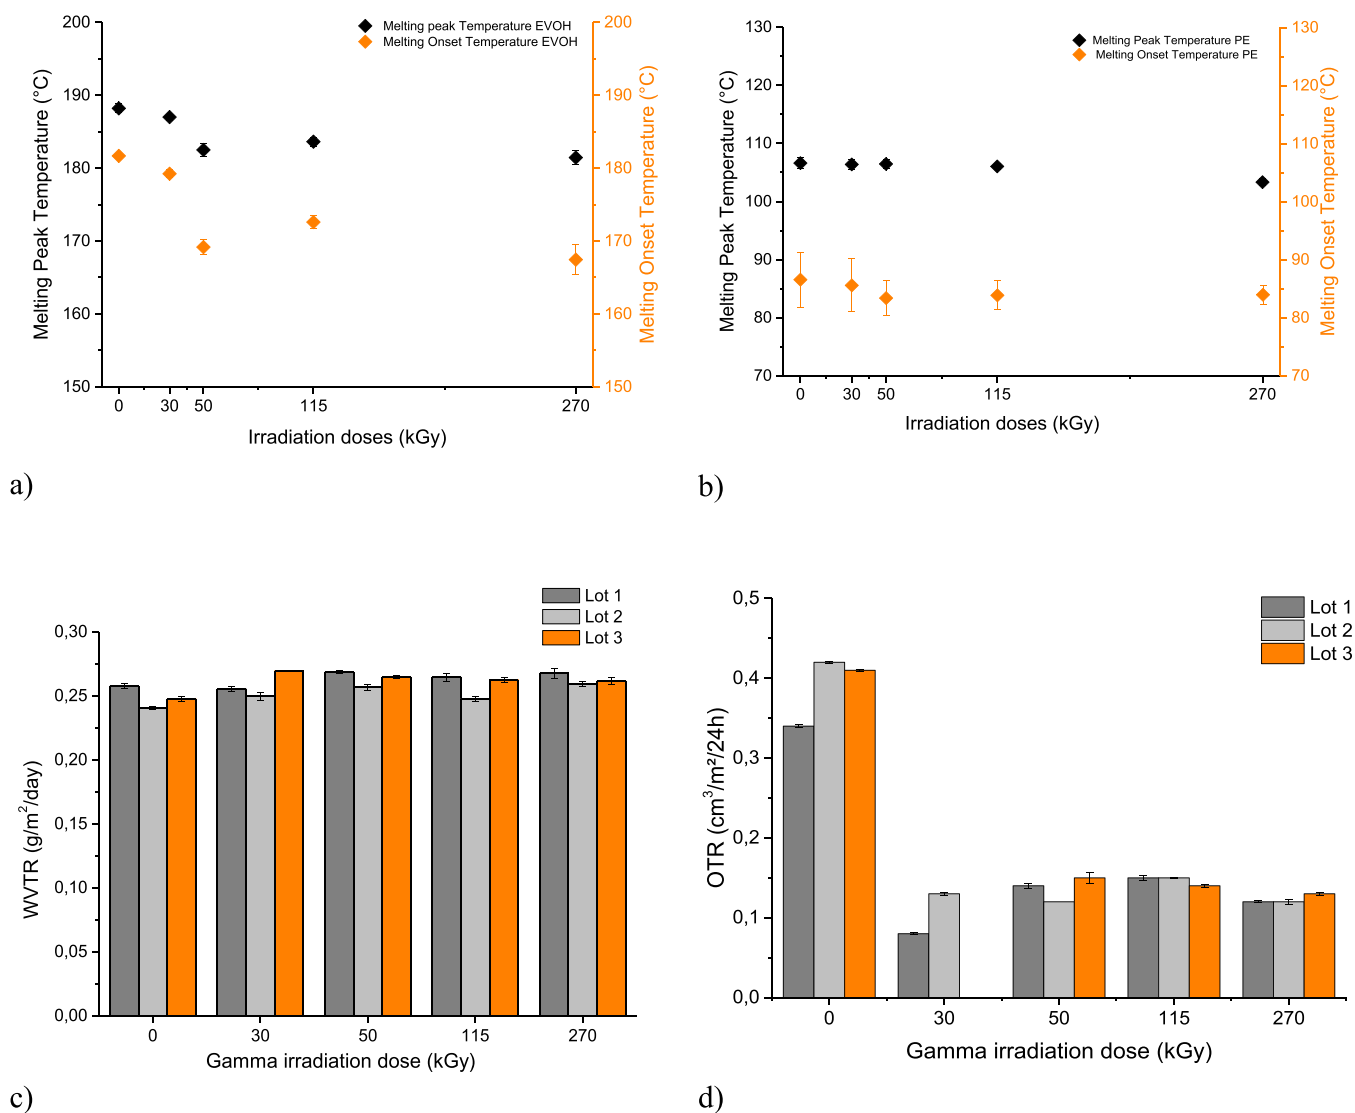 Melting peak Temperature EVOH
Melting Onset Temperature EVOH
200
190
180
170
160
150
200
190
180
170
160
150
0 30 50 115 270
Melting Peak Temperature (°C)
Melting Onset Temperature (°C)
Irradiation doses (kGy)
a)
Melting Peak Temperature PE
Melting Onset Temperature PE
130
120
110
100
90
80
70
130
120
110
100
90
80
70
0 30 50 115 270
Melting Peak Temperature (°C)
Melting Onset Temperature (°C)
Irradiation doses (kGy)
b)
Lot 1
Lot 2
Lot 3
0,30
0,25
0,20
0,15
0,10
0,05
0,00
0 30 50 115 270
WVTR (g/m²/day)
Gamma irradiation dose (kGy)
c)
Lot 1
Lot 2
Lot 3
0,5
0,4
0,3
0,2
0,1
0,0
0 30 50 115 270
OTR (cm³/m²/24h)
Gamma irradiation dose (kGy)
d)